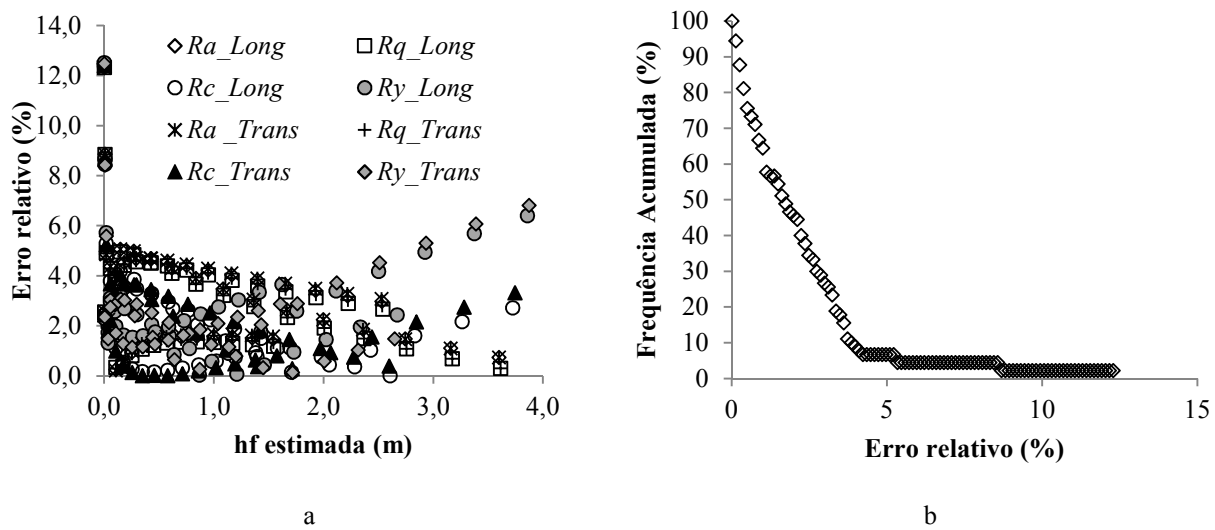 a
b
14,0
12,0
10,0
8,0
6,0
4,0
2,0
0,0
Erro relativo (%)
Ra_Long
Rq_Long
Rc_Long
Ry_Long
Ra _Trans
Rq_Trans
Rc_Trans
Ry_Trans
0,0 1,0 2,0 3,0 4,0
hf estimada (m)
100
90
80
70
60
50
40
30
20
10
0
Frequência Acumulada (%)
0 5 10 15
Erro relativo (%)
a
b